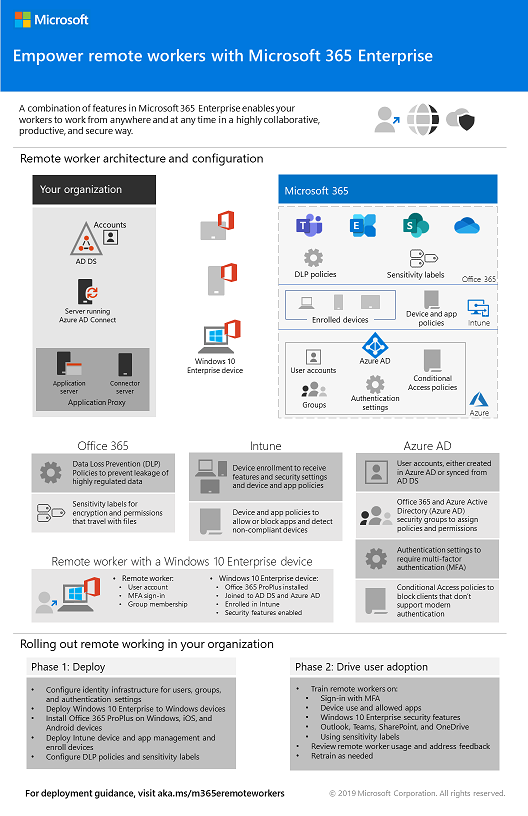 Microsoft
Empower remote workers with Microsoft 365 Enterprise
A combination of features in Microsoft 365 Enterprise enables your
workers to work from anywhere and at any time in a highly collaborative,
productive, and secure way.
Remote worker architecture and configuration
Your organization
Accounts
AD DS
Server running
Azure AD Connect
Application
server
Connector
server
Application Proxy
Windows 10
Enterprise device
Microsoft 365
DLP policies
Sensitivity labels
Office 365
Enrolled devices
Device and app
policies
Intune
User accounts
Azure AD
Groups
Authentication
settings
Conditional
Access policies
Azure
Office 365
Data Loss Prevention (DLP)
Policies to prevent leakage of
highly regulated data
Sensitivity labels for
encryption and permissions
that travel with files
Intune
Device enrollment to receive
features and security settings
and device and app policies
Device and app policies to
allow or block apps and detect
non-compliant devices
Azure AD
User accounts, either created
in Azure AD or synced from
AD DS
Office 365 and Azure Active
Directory (Azure AD)
security groups to assign
policies and permissions
Authentication settings to
require multi-factor
authentication (MFA)
Conditional Access policies to
block clients that don't
support modern
authentication
Remote worker with a Windows 10 Enterprise device
• Remote worker:
• User account
• MFA sign-in
• Group membership
• Windows 10 Enterprise device:
• Office 365 ProPlus installed
• Joined to AD DS and Azure AD
• Enrolled in Intune
• Security features enabled
Rolling out remote working in your organization
Phase 1: Deploy
• Configure identity infrastructure for users, groups,
and authentication settings
• Deploy Windows 10 Enterprise to Windows devices
• Install Office 365 ProPlus on Windows, iOS, and
Android devices
• Deploy Intune device and app management and
enroll devices
• Configure DLP policies and sensitivity labels
Phase 2: Drive user adoption
• Train remote workers on:
• Sign-in with MFA
• Device use and allowed apps
• Windows 10 Enterprise security features
• Outlook, Teams, SharePoint, and OneDrive
• Using sensitivity labels
• Review remote worker usage and address feedback
• Retrain as needed
For deployment guidance, visit aka.ms/m365eremoteworkers
© 2019 Microsoft Corporation. All rights reserved.